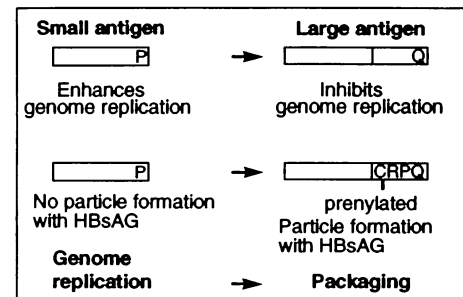 Small antigen Large antigen
P Q
Enhances Inhibits
genome replication genome replication
P CRPQ
No particle formation prenylated
with HBsAG Particle formation
with HBsAG
Genome
replication Packaging